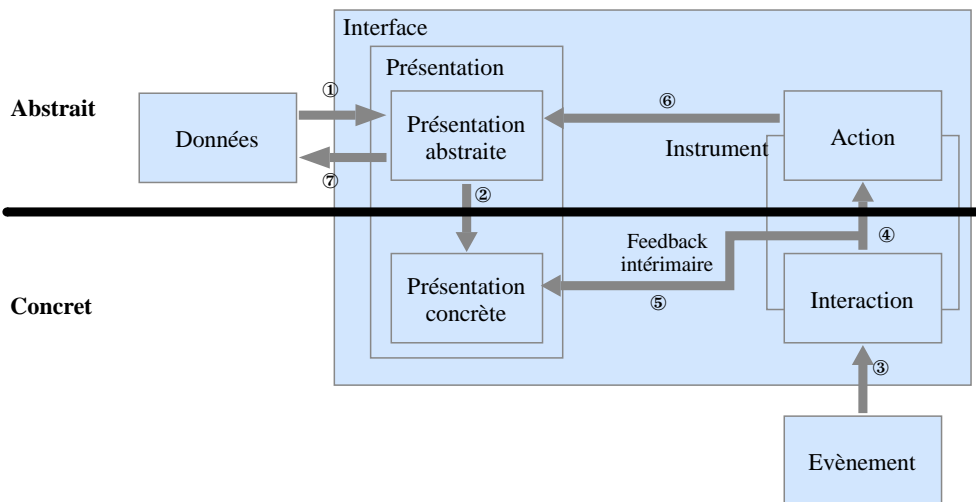 Interface
Présentation
①
⑥
Abstrait
Données
Présentation
abstraite
Instrument
Action
⑦
②
④
Feedback
intérimaire
Concret
Présentation
concrète
⑤
Interaction
③
Evènement